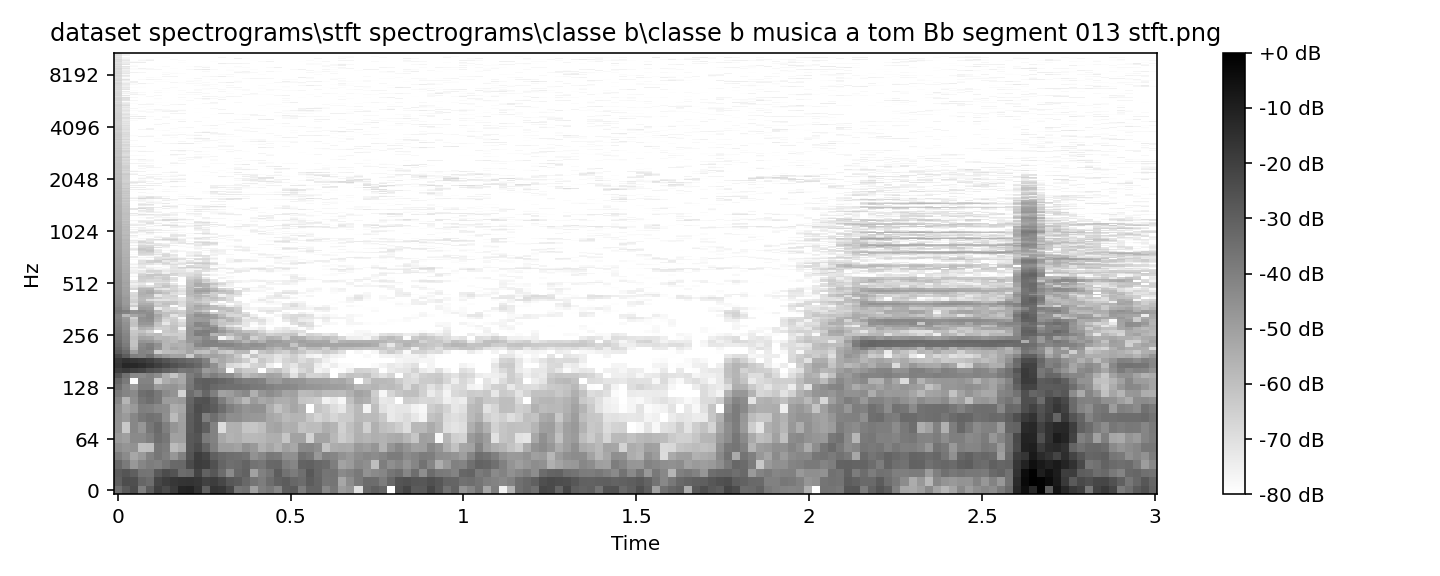 dataset spectrograms\stft spectrograms\classe b\classe b musica a tom Bb segment 013 stft.png
8192
4096
2048
1024
512
256
128
64
0
Hz
0
0.5
1
1.5
2
2.5
3
Time
+0 dB
-10 dB
-20 dB
-30 dB
-40 dB
-50 dB
-60 dB
-70 dB
-80 dB